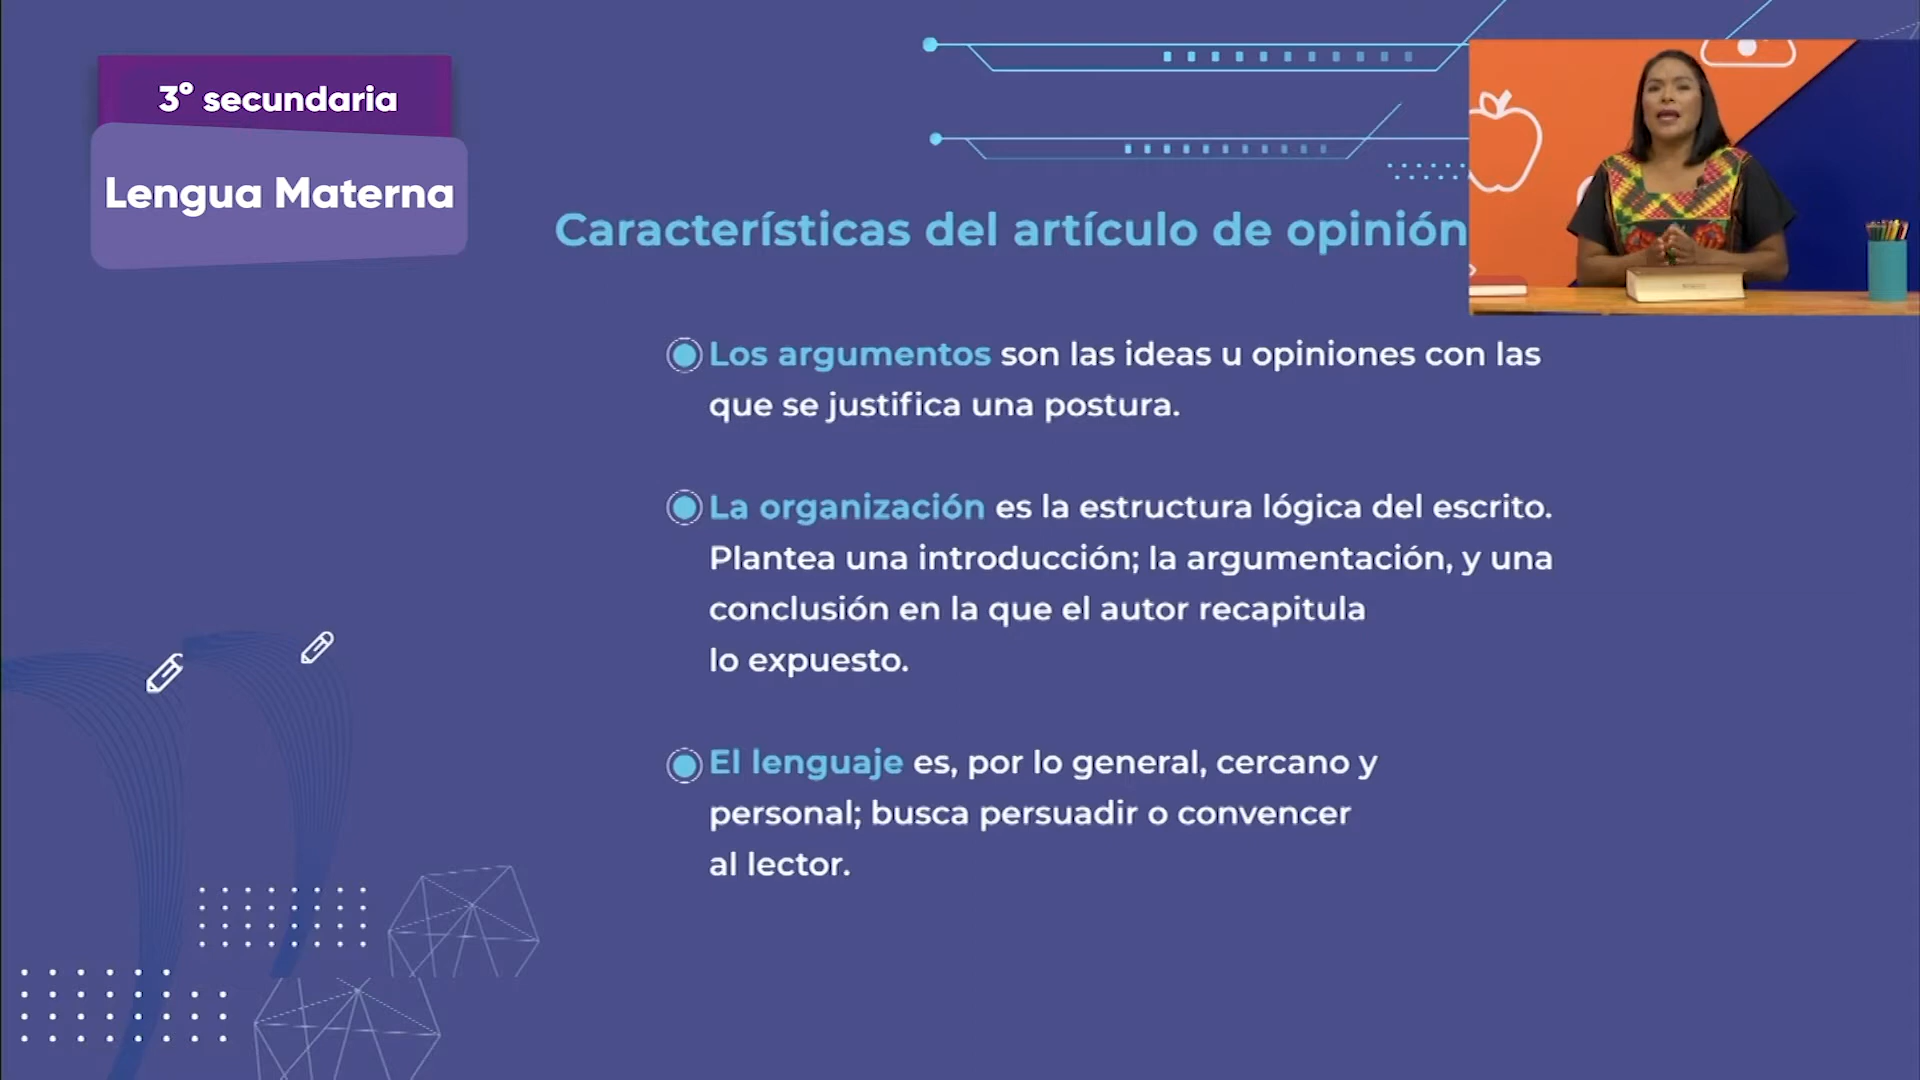 3º secundaria
Lengua Materna
Características del artículo de opinión
Los argumentos son las ideas u opiniones con las
que se justifica una postura.
La organización es la estructura lógica del escrito.
Plantea una introducción; la argumentación, y una
conclusión en la que el autor recapitula
lo expuesto.
El lenguaje es, por lo general, cercano y
personal; busca persuadir o convencer
al lector.